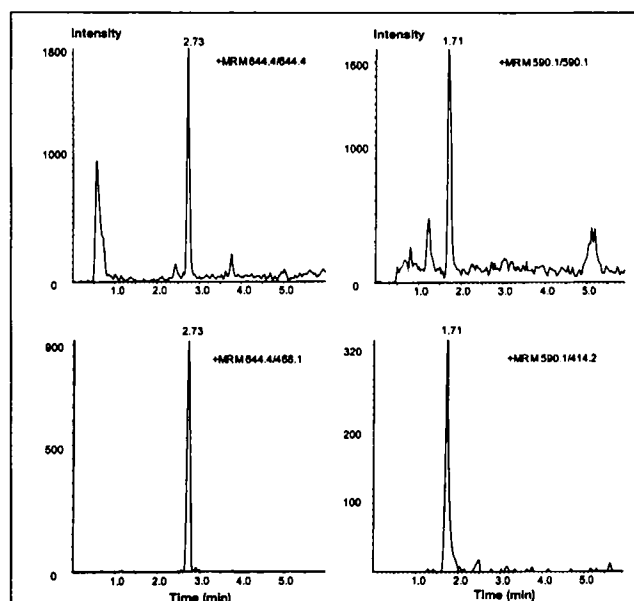 Intensity
2.73
1800
+MRM 644.4/644.4
1000
0
1.0 2.0 3.0 4.0 5.0
Intensity
1.71
1600
+MRM 590.1/590.1
1000
0
1.0 2.0 3.0 4.0 5.0
2.73
900
+MRM 644.4/468.1
500
0
1.0 2.0 3.0 4.0 5.0
Time (min)
1.71
320
+MRM 590.1/414.2
200
100
1.0 2.0 3.0 4.0 5.0
Time (min)